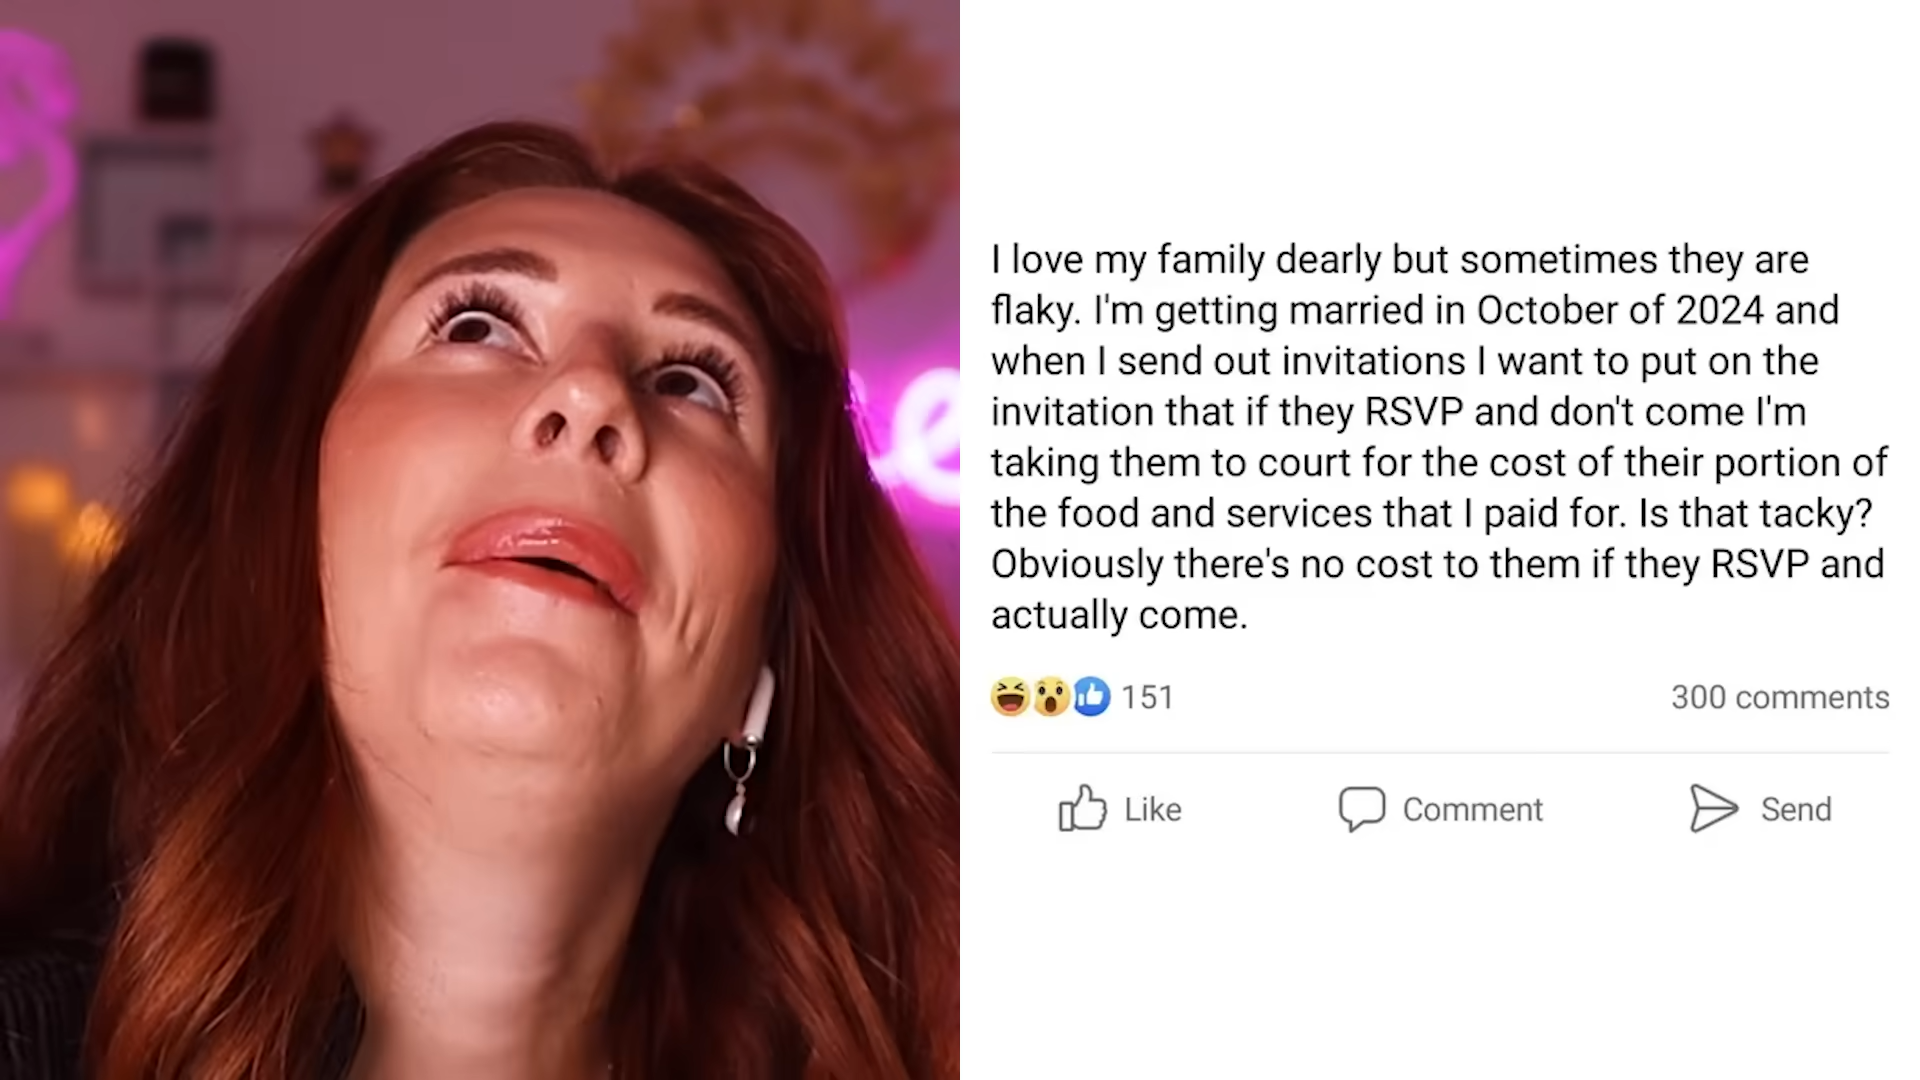 I love my family dearly but sometimes they are
flaky. I'm getting married in October of 2024 and
when I send out invitations I want to put on the
invitation that if they RSVP and don't come I'm
taking them to court for the cost of their portion of
the food and services that I paid for. Is that tacky?
Obviously there's no cost to them if they RSVP and
actually come.
151
300 comments
Like
Comment
Send